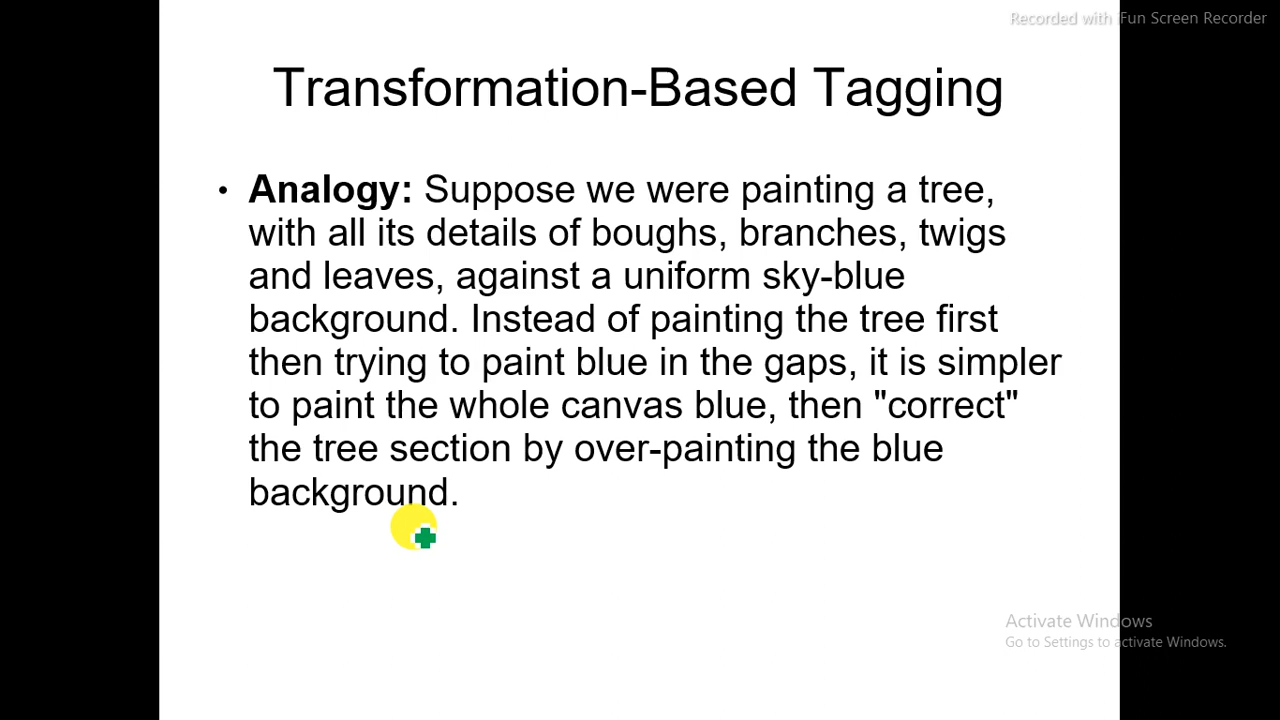 Recorded with iFun Screen Recorder
Transformation-Based Tagging
• Analogy: Suppose we were painting a tree,
with all its details of boughs, branches, twigs
and leaves, against a uniform sky-blue
background. Instead of painting the tree first
then trying to paint blue in the gaps, it is simpler
to paint the whole canvas blue, then "correct"
the tree section by over-painting the blue
background.
Activate Windows
Go to Settings to activate Windows.